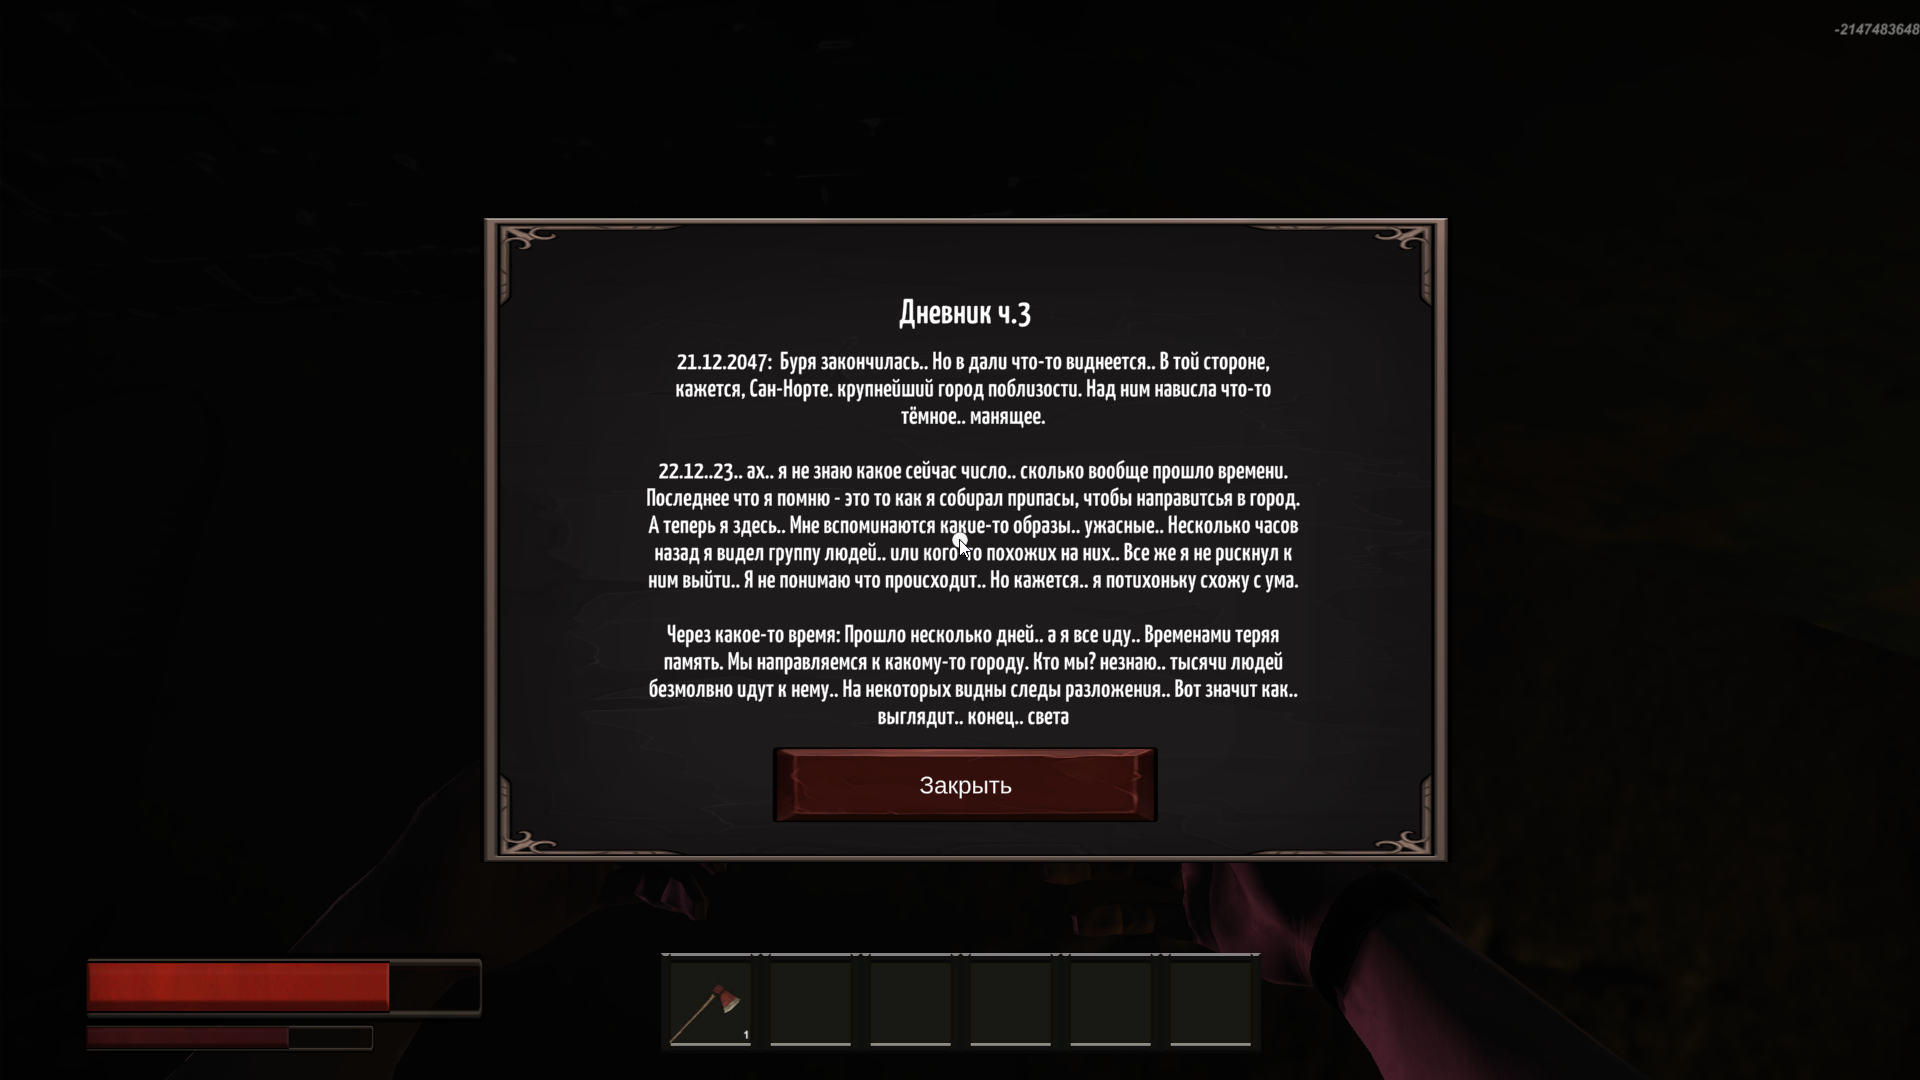 -2147483648
Дневник ч.3
21.12.2047: Буря закончилась.. Но в дали что-то виднеется.. В той стороне,
кажется, Сан-Норте. крупнейший город поблизости. Над ним нависла что-то
тёмное.. манящее.
22.12..23.. ах.. я не знаю какое сейчас число.. сколько вообще прошло времени.
Последнее что я помню - это то как я собирал припасы, чтобы направитсья в город.
А теперь я здесь.. Мне вспоминаются какие-то образы.. ужасные.. Несколько часов
назад я видел группу людей.. или кого-то похожих на них.. Все же я не рискнул к
ним выйти.. Я не понимаю что происходит.. Но кажется.. я потихоньку схожу с ума.
Через какое-то время: Прошло несколько дней.. а я все иду.. Временами теряя
память. Мы направляемся к какому-то городу. Кто мы? незнаю.. тысячи людей
безмолвно идут к нему.. На некоторых видны следы разложения.. Вот значит как..
выглядит.. конец.. света
Закрыть
1